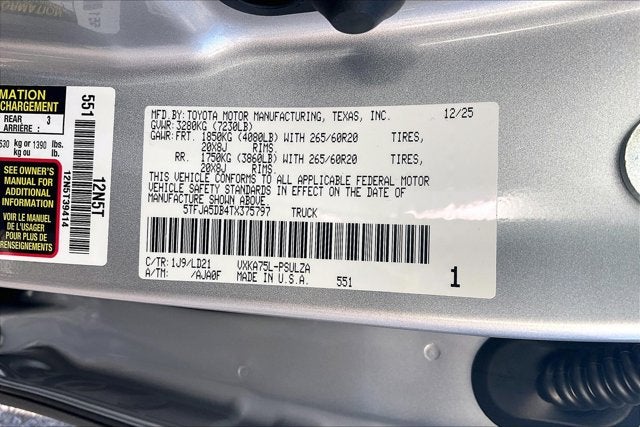 MATION
CHARGEMENT
REAR 3
ARRIÈRE :
530 kg or 1390 lbs.
lb.
SEE OWNER'S
MANUAL FOR
ADDITIONAL
INFORMATION
VOIR LE MANUEL
DE L'USAGER
POUR PLUS DE
RENSEIGNEMENTS
551
12N5T
MFD.BY:TOYOTA MOTOR MANUFACTURING, TEXAS, INC. 12/25
GVWR: 3280KG (7230LB)
GAWR: FRT. 1850KG (4080LB) WITH 265/60R20 TIRES,
20X8J RIMS.
RR. 1750KG (3860LB) WITH 265/60R20 TIRES,
20X8J RIMS.
THIS VEHICLE CONFORMS TO ALL APPLICABLE FEDERAL MOTOR
VEHICLE SAFETY STANDARDS IN EFFECT ON THE DATE OF
MANUFACTURE SHOWN ABOVE.
5TFJA5DB4TX375797 TRUCK
C/TR: 1J9/LD21 VXKA75L-PSULZA
A/TM: /AJA0F MADE IN U.S.A. 551 1